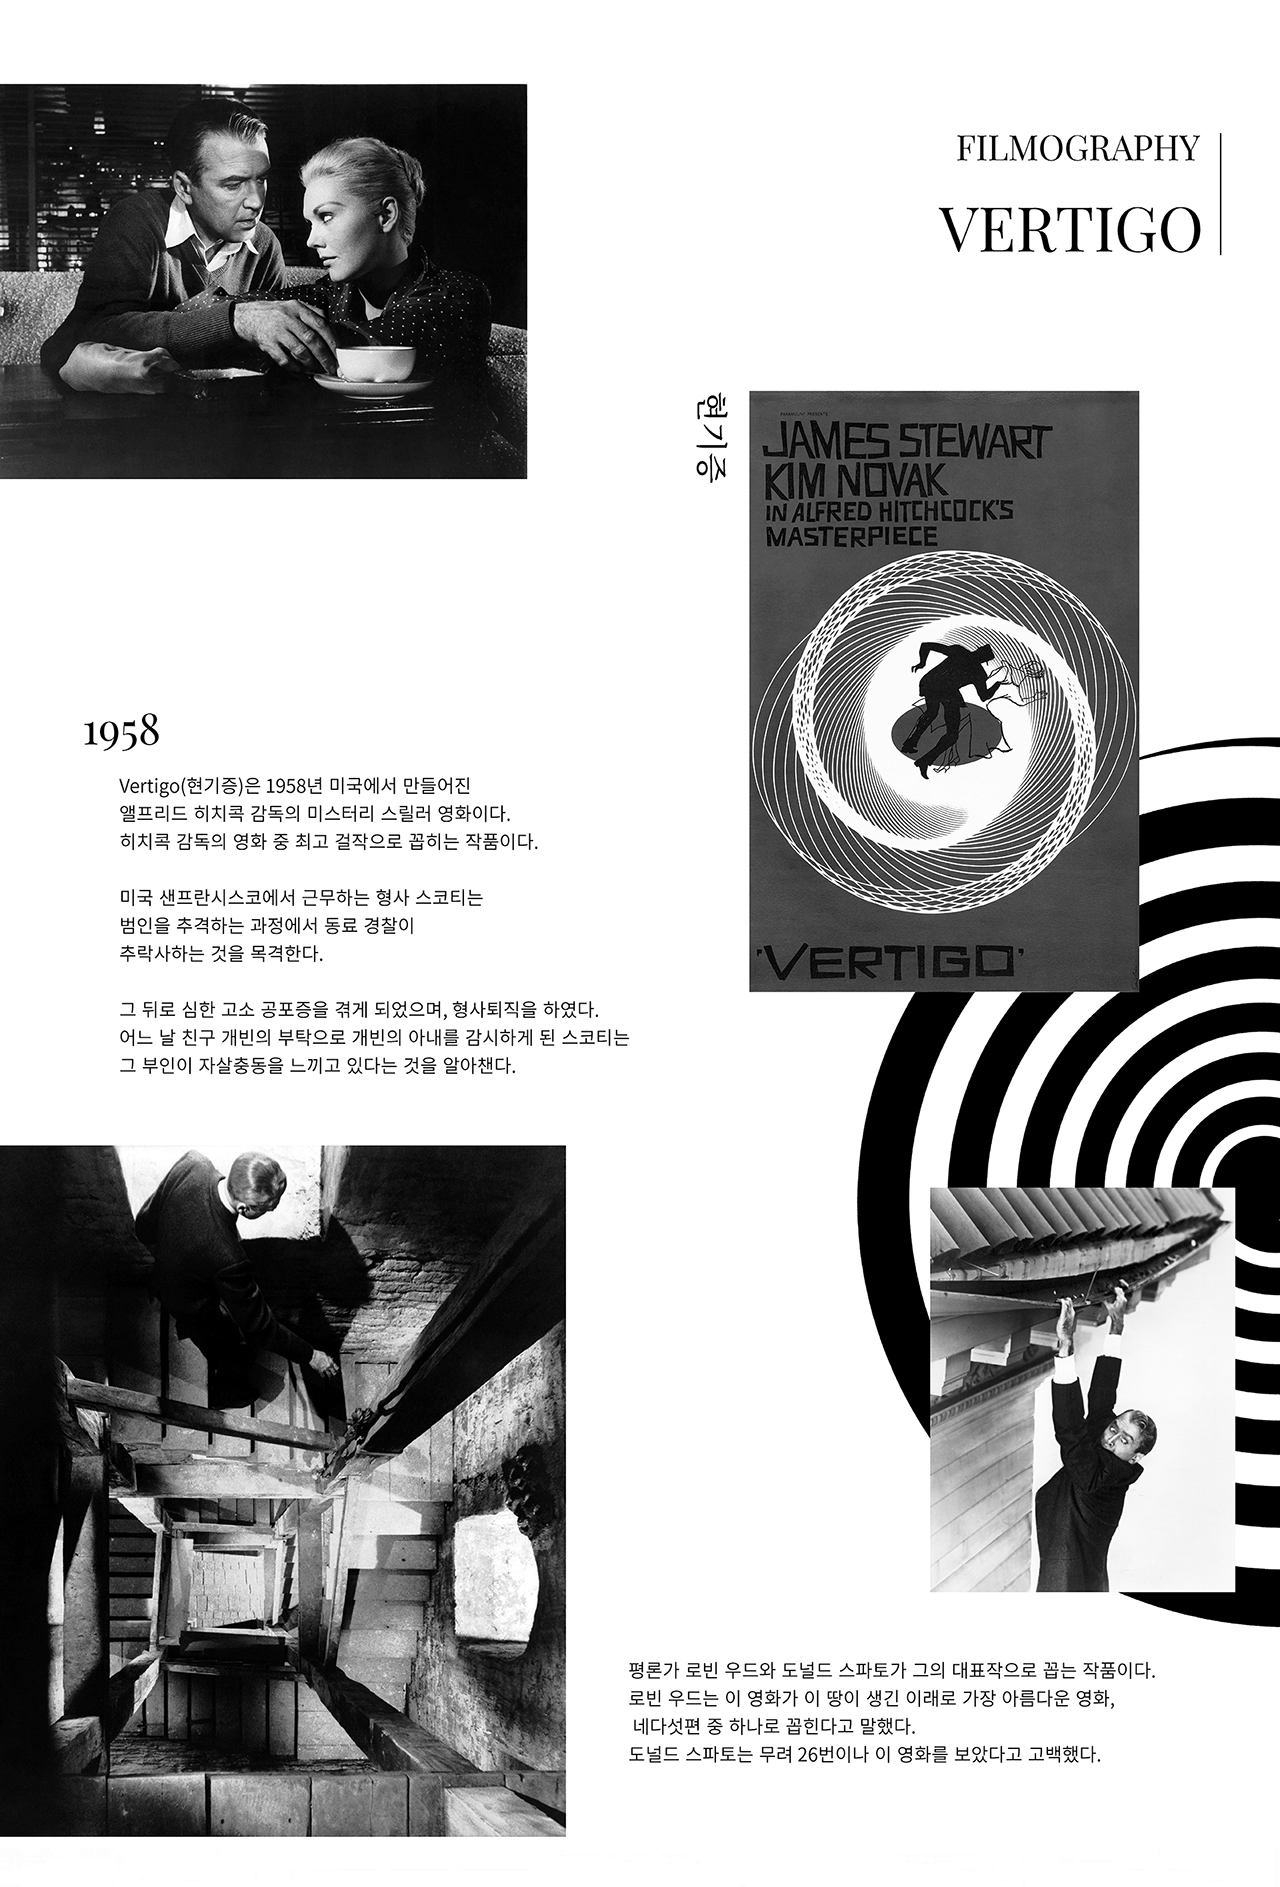 FILMOGRAPHY
VERTIGO
현기증
PARAMOUNT PRESENTS
JAMES STEWART
KIM NOVAK
IN ALFRED HITCHCOCK'S
MASTERPIECE
'VERTIGO'
1958
Vertigo(현기증)은 1958년 미국에서 만들어진
앨프리드 히치콕 감독의 미스터리 스릴러 영화이다.
히치콕 감독의 영화 중 최고 걸작으로 꼽히는 작품이다.
미국 샌프란시스코에서 근무하는 형사 스코티는
범인을 추격하는 과정에서 동료 경찰이
추락사하는 것을 목격한다.
그 뒤로 심한 고소 공포증을 겪게 되었으며, 형사퇴직을 하였다.
어느 날 친구 개빈의 부탁으로 개빈의 아내를 감시하게 된 스코티는
그 부인이 자살충동을 느끼고 있다는 것을 알아챈다.
평론가 로빈 우드와 도널드 스파토가 그의 대표작으로 꼽는 작품이다.
로빈 우드는 이 영화가 이 땅이 생긴 이래로 가장 아름다운 영화,
네다섯편 중 하나로 꼽힌다고 말했다.
도널드 스파토는 무려 26번이나 이 영화를 보았다고 고백했다.